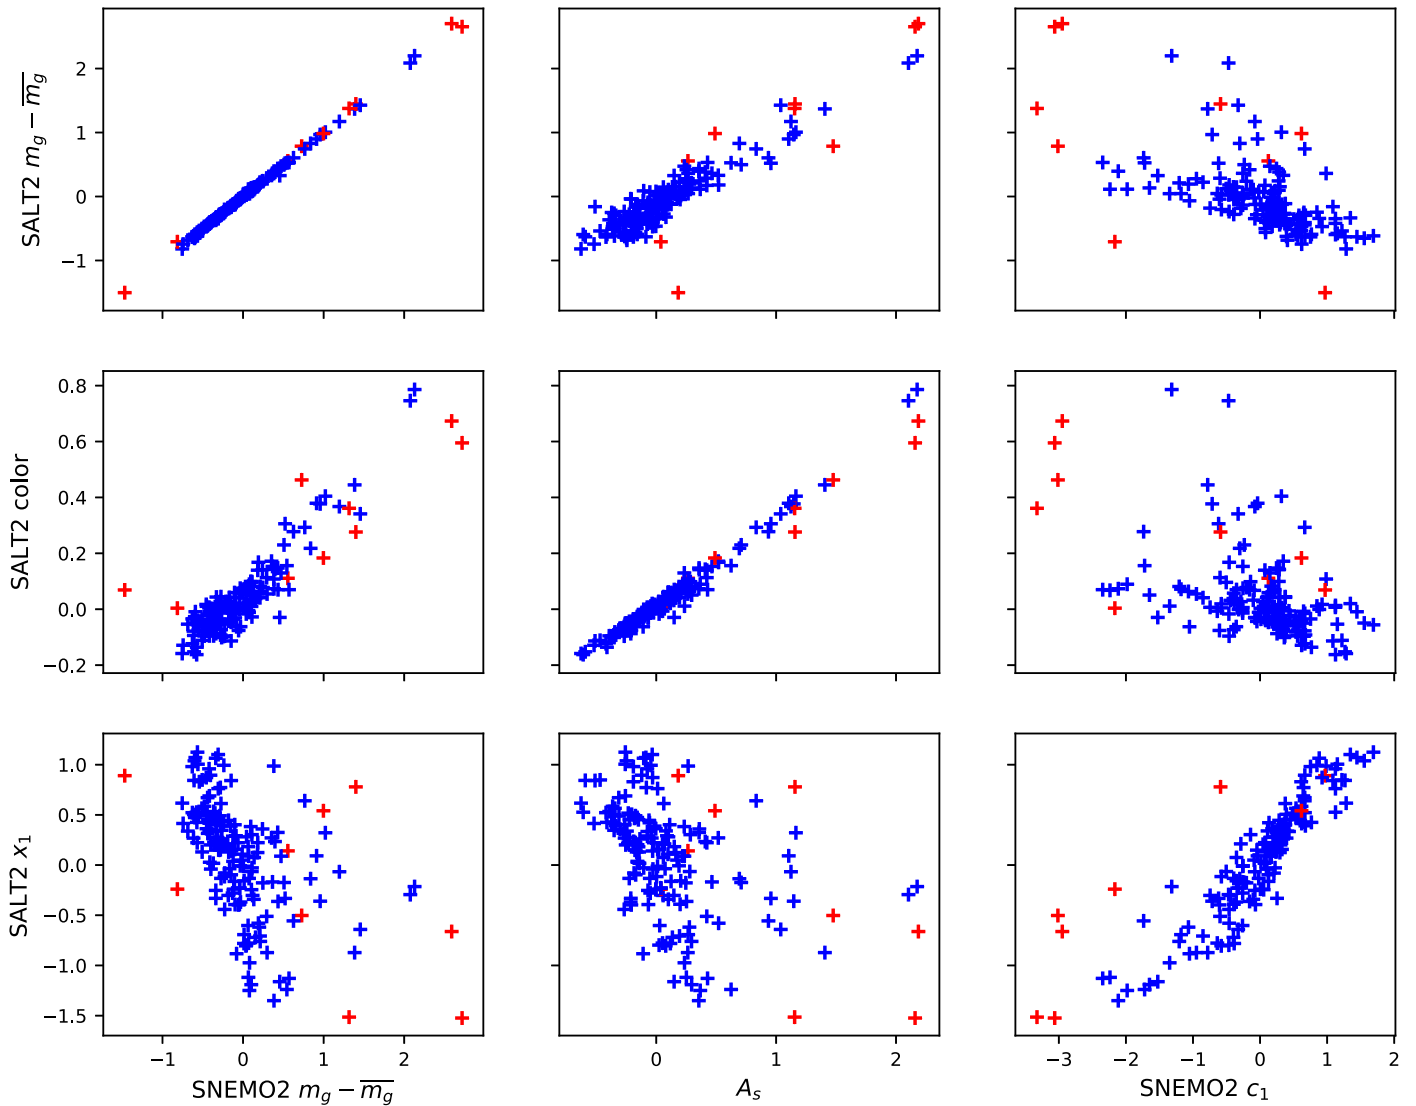 SALT2 m_g − \overline{m_g}
2
1
0
−1
−1 0 1 2
0 1 2
−3 −2 −1 0 1 2
SALT2 color
0.8
0.6
0.4
0.2
0.0
−0.2
SALT2 x_1
1.0
0.5
0.0
−0.5
−1.0
−1.5
SNEMO2 m_g − \overline{m_g}
A_s
SNEMO2 c_1